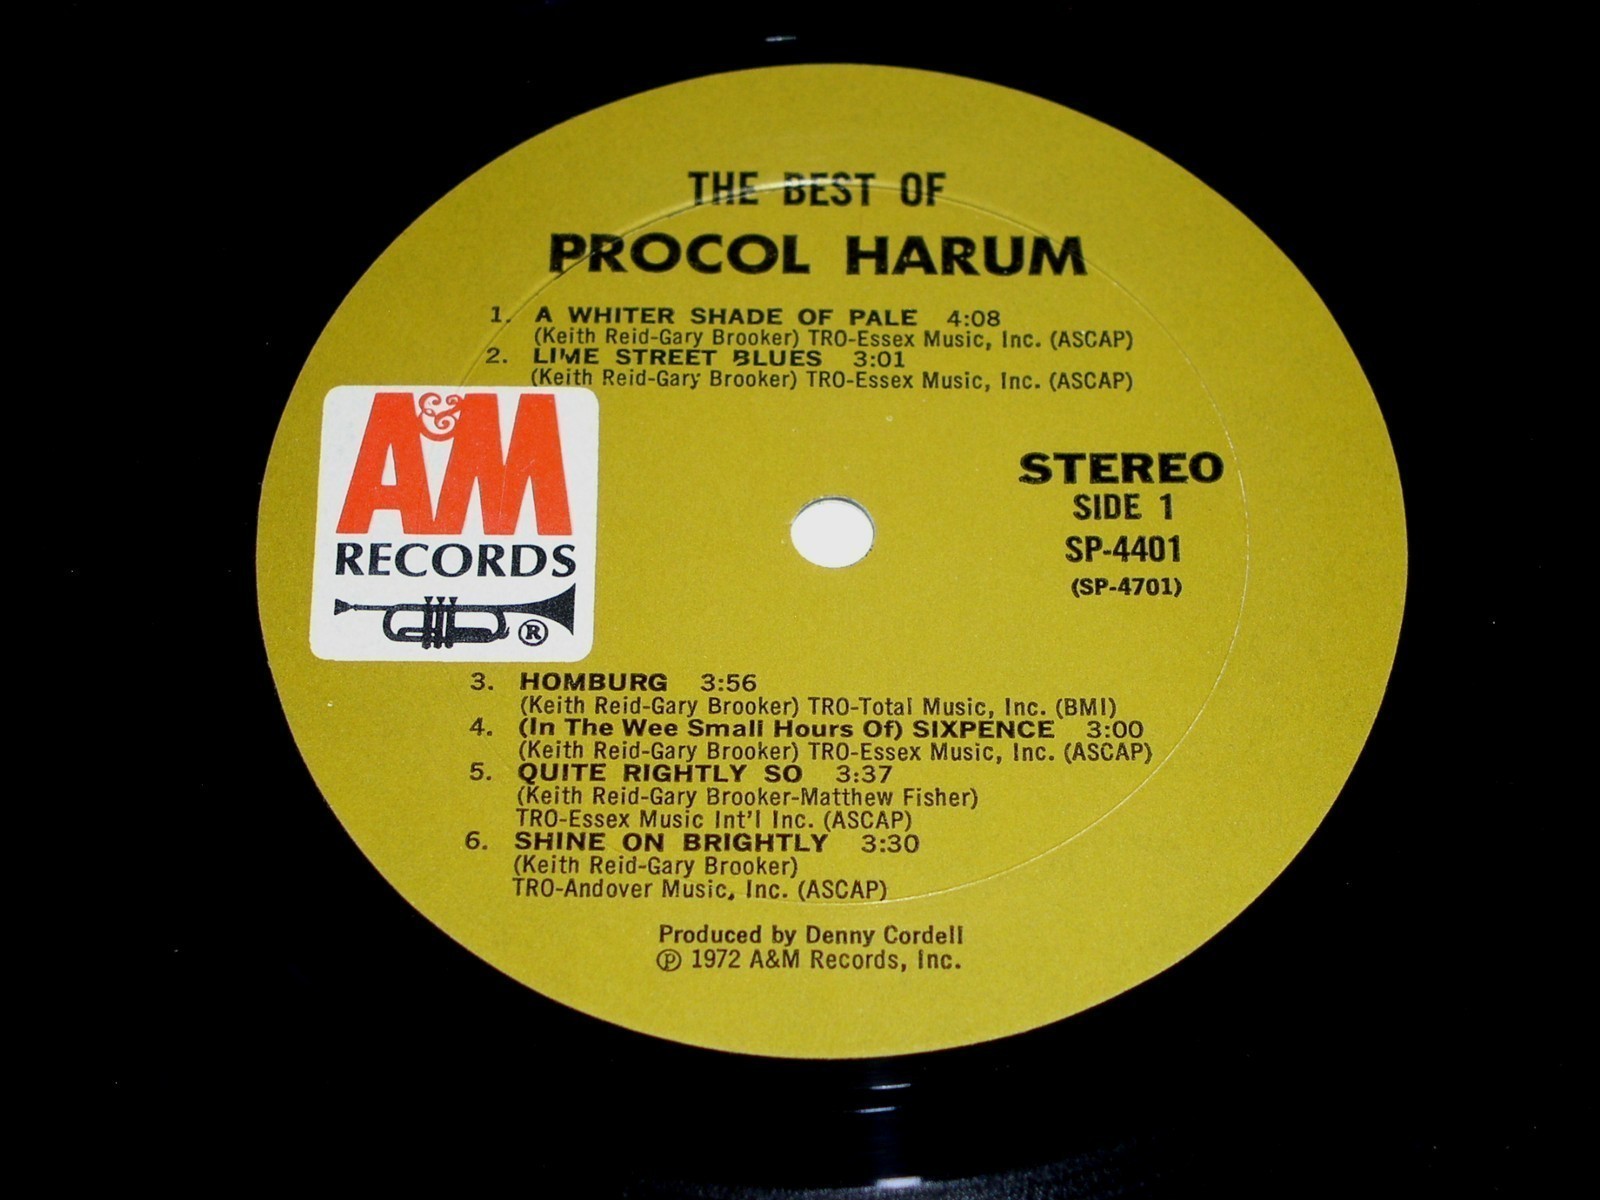 THE BEST OF
PROCOL HARUM
1. A WHITER SHADE OF PALE 4:08
(Keith Reid-Gary Brooker) TRO-Essex Music, Inc. (ASCAP)
2. LIME STREET BLUES 3:01
(Keith Reid-Gary Brooker) TRO-Essex Music, Inc. (ASCAP)
A&M
RECORDS
®
STEREO
SIDE 1
SP-4401
(SP-4701)
3. HOMBURG 3:56
(Keith Reid-Gary Brooker) TRO-Total Music, Inc. (BMI)
4. (In The Wee Small Hours Of) SIXPENCE 3:00
(Keith Reid-Gary Brooker) TRO-Essex Music, Inc. (ASCAP)
5. QUITE RIGHTLY SO 3:37
(Keith Reid-Gary Brooker-Matthew Fisher)
TRO-Essex Music Int'l Inc. (ASCAP)
6. SHINE ON BRIGHTLY 3:30
(Keith Reid-Gary Brooker)
TRO-Andover Music, Inc. (ASCAP)
Produced by Denny Cordell
℗ 1972 A&M Records, Inc.